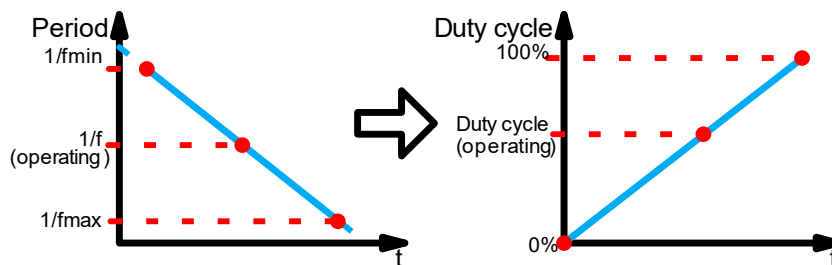 Period
1/fmin
1/f
(operating)
1/fmax
t
Duty cycle
100%
Duty cycle
(operating)
0%
t